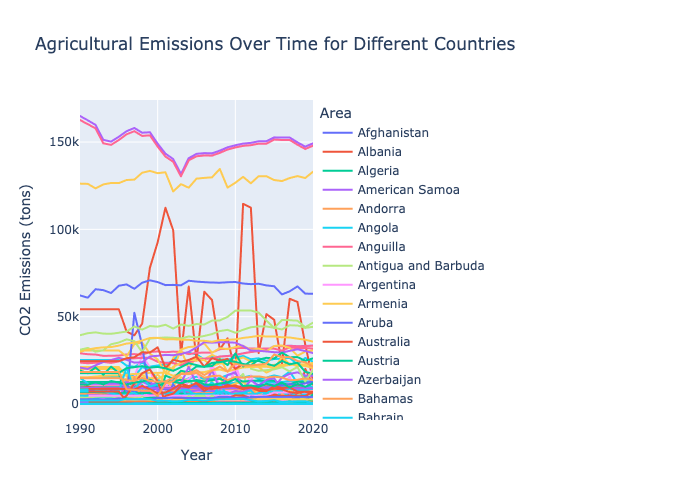 Agricultural Emissions Over Time for Different Countries
Area
Afghanistan
Albania
Algeria
American Samoa
Andorra
Angola
Anguilla
Antigua and Barbuda
Argentina
Armenia
Aruba
Australia
Austria
Azerbaijan
Bahamas
Bahrain
150k
100k
50k
0
CO2 Emissions (tons)
1990
2000
2010
2020
Year